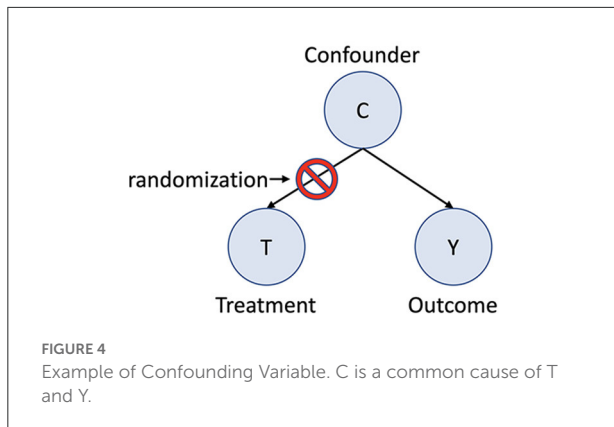 Confounder
C
randomization
T
Y
Treatment
Outcome
FIGURE 4
Example of Confounding Variable. C is a common cause of T
and Y.